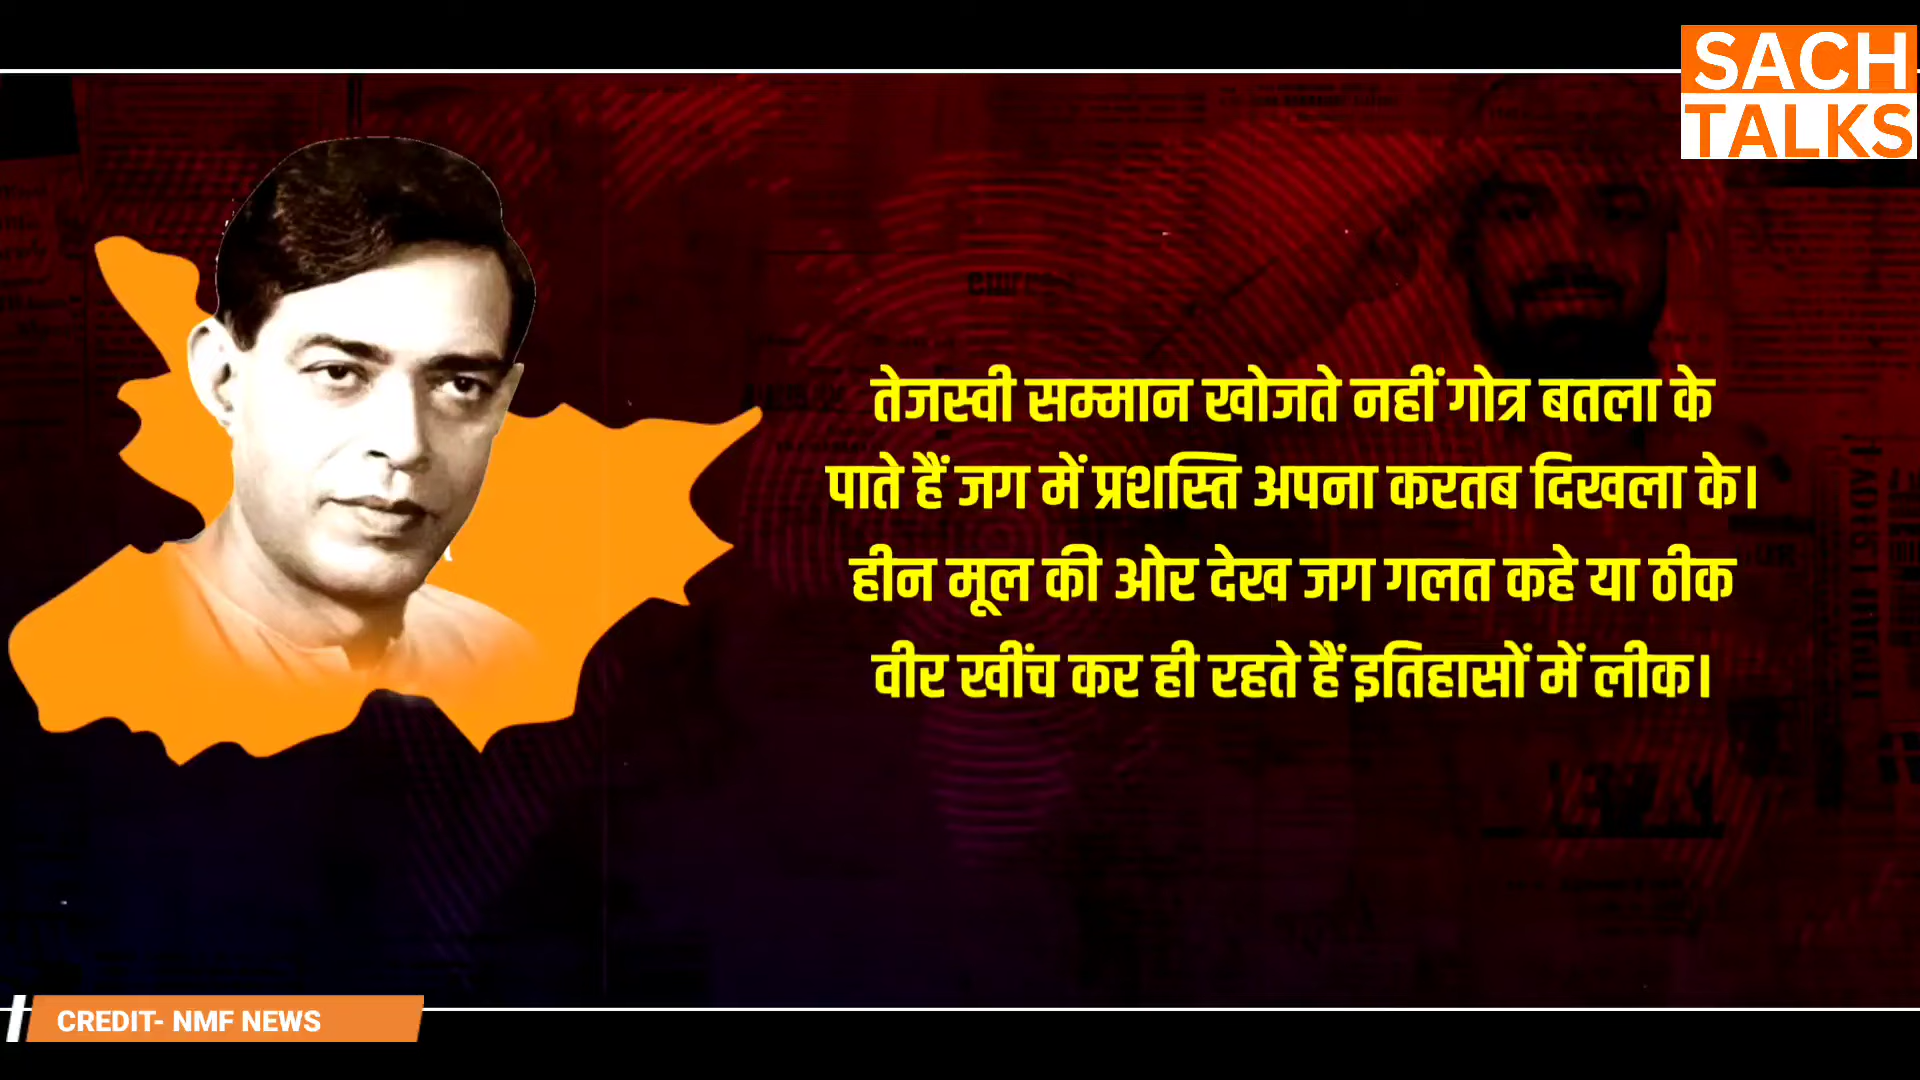 SACH
TALKS
तेजस्वी सम्मान खोजते नहीं गोत्र बतला के
पाते हैं जग में प्रशस्ति अपना करतब दिखला के।
हीन मूल की ओर देख जग गलत कहे या ठीक
वीर खींच कर ही रहते हैं इतिहासों में लीक।
CREDIT- NMF NEWS